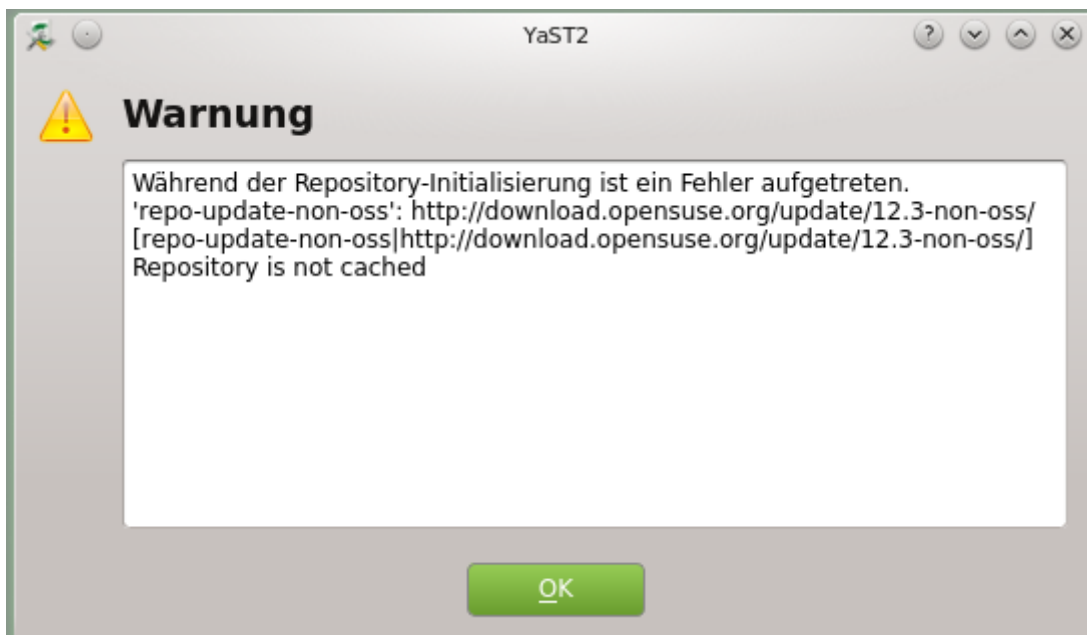 YaST2
Warnung
Während der Repository-Initialisierung ist ein Fehler aufgetreten.
'repo-update-non-oss': http://download.opensuse.org/update/12.3-non-oss/
[repo-update-non-oss|http://download.opensuse.org/update/12.3-non-oss/]
Repository is not cached
OK